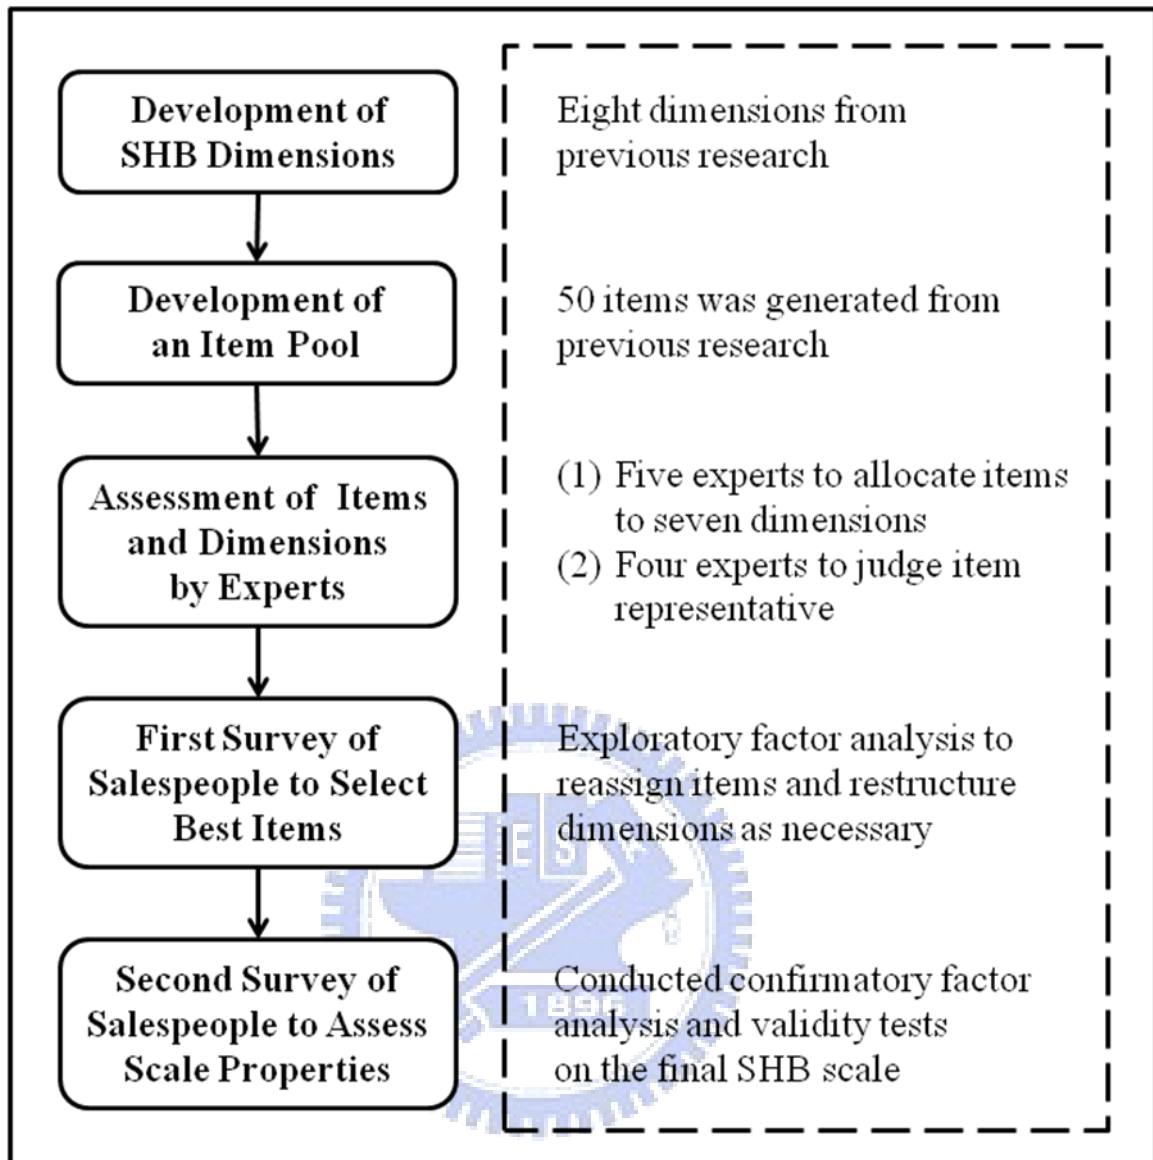 Development of
SHB Dimensions
Eight dimensions from
previous research
Development of
an Item Pool
50 items was generated from
previous research
Assessment of Items
and Dimensions
by Experts
(1) Five experts to allocate items
to seven dimensions
(2) Four experts to judge item
representative
First Survey of
Salespeople to Select
Best Items
Exploratory factor analysis to
reassign items and restructure
dimensions as necessary
Second Survey of
Salespeople to Assess
Scale Properties
Conducted confirmatory factor
analysis and validity tests
on the final SHB scale
E S
1896